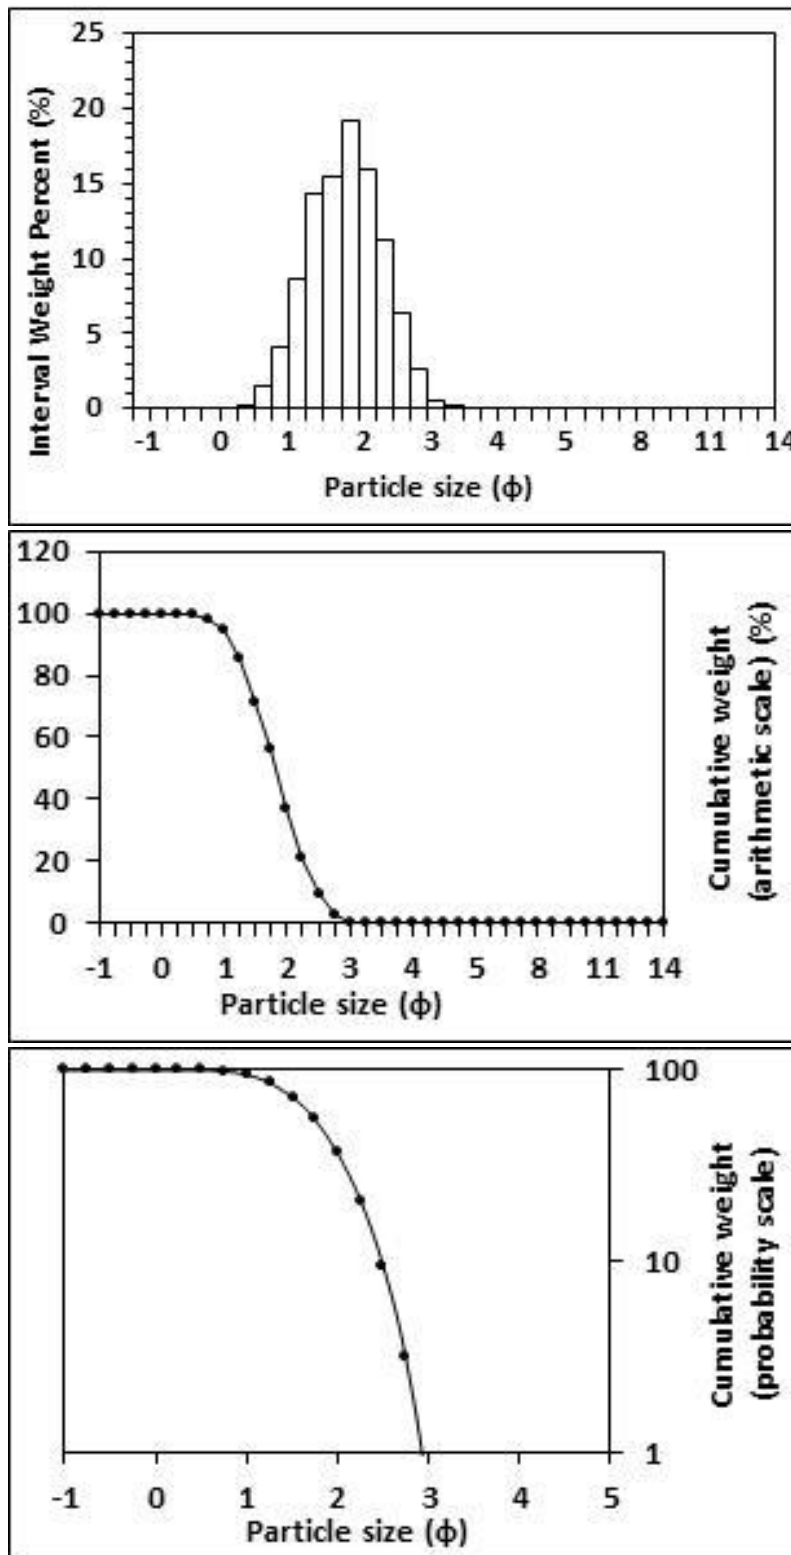 25
20
15
10
5
0
Interval Weight Percent (%)
-1 0 1 2 3 4 5 8 11 14
Particle size (ϕ)
120
100
80
60
40
20
0
-1 0 1 2 3 4 5 8 11 14
Particle size (ϕ)
Cumulative weight
(arithmetic scale) (%)
100
10
1
-1 0 1 2 3 4 5
Particle size (ϕ)
Cumulative weight
(probability scale)